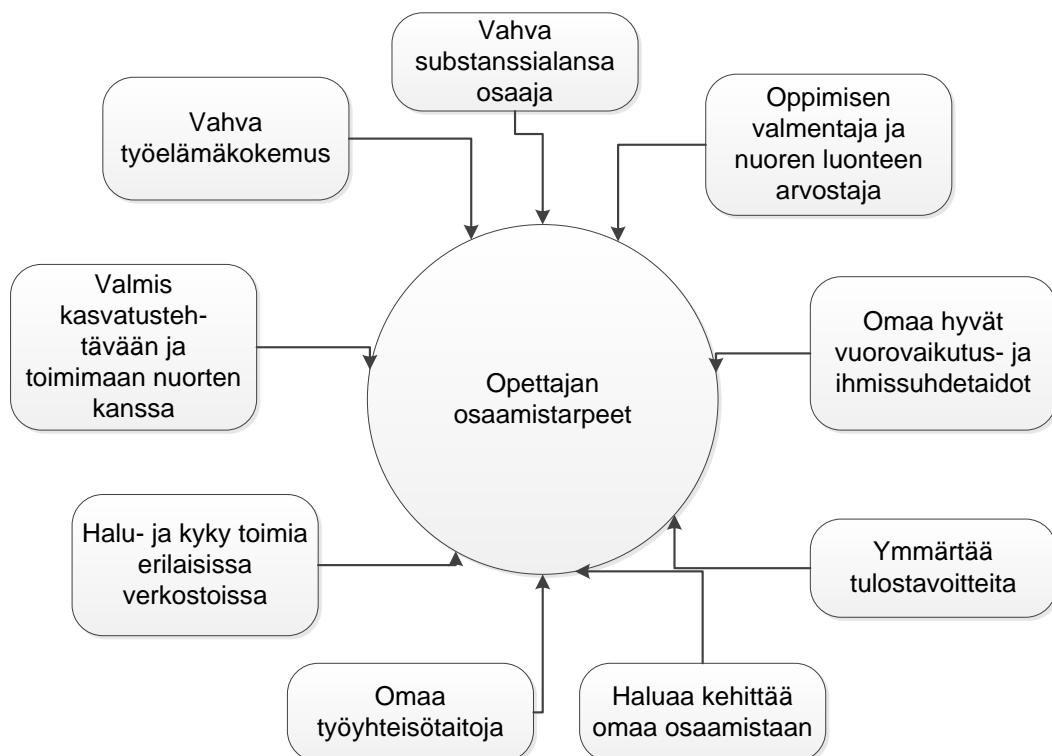 Vahva
substanssialansa
osaaja
Vahva
työelämäkokemus
Oppimisen
valmentaja ja
nuoren luonteen
arvostaja
Valmis
kasvatusteh-
tävään ja
toimimaan nuorten
kanssa
Omaa hyvät
vuorovaikutus- ja
ihmissuhdetaidot
Opettajan
osaamistarpeet
Halu- ja kyky toimia
erilaisissa
verkostoissa
Ymmärtää
tulostavoitteita
Omaa
työyhteisötaitoja
Haluaa kehittää
omaa osaamistaan